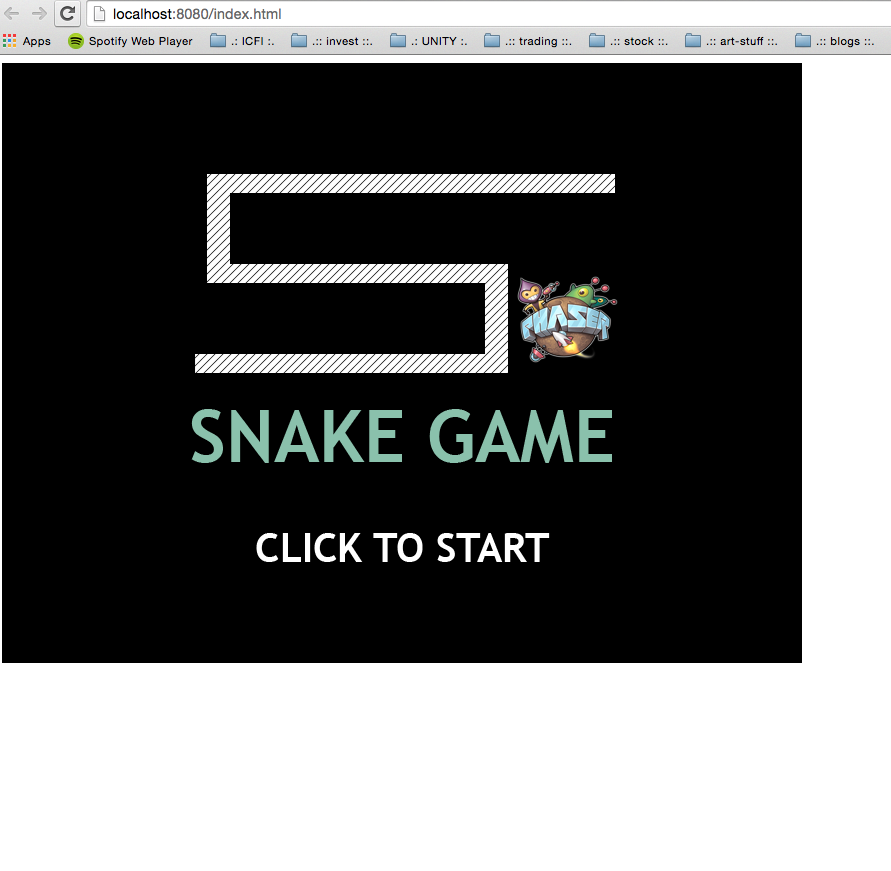 localhost:8080/index.html
Apps Spotify Web Player .: ICFI :. .:: invest ::. .: UNITY :. .:: trading ::. .:: stock ::. .:: art-stuff ::. .:: blogs ::.
PHASER
SNAKE GAME
CLICK TO START